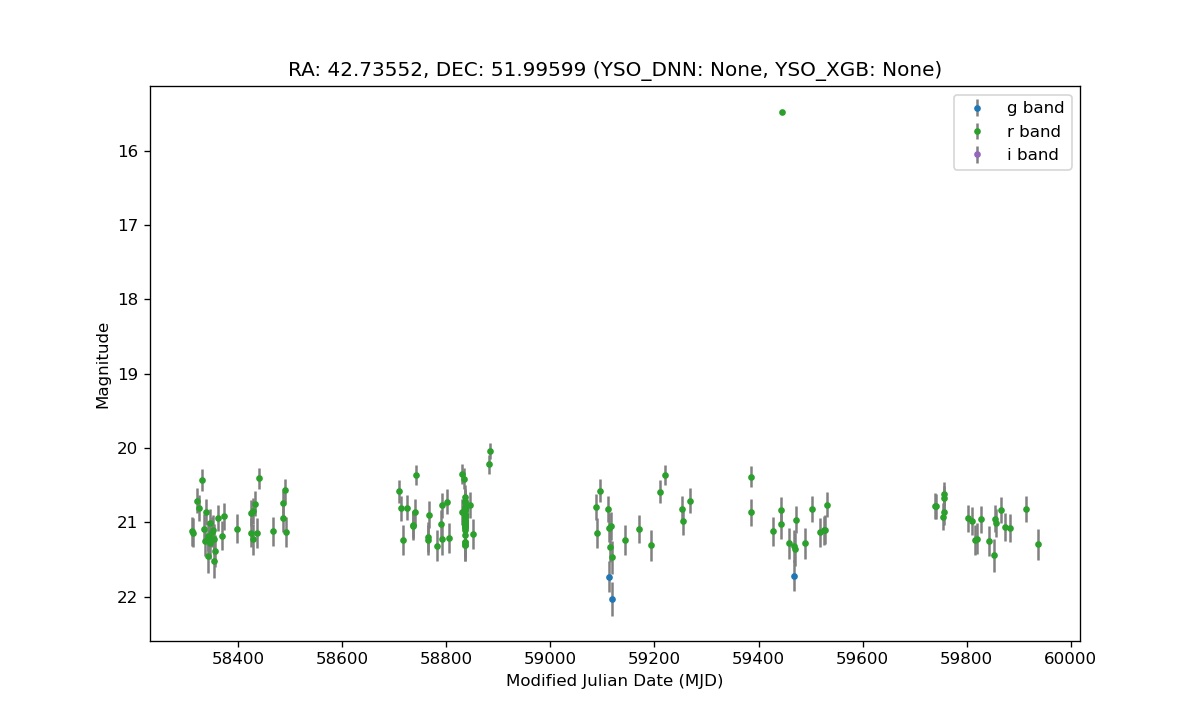 RA: 42.73552, DEC: 51.99599 (YSO_DNN: None, YSO_XGB: None)
g band
r band
i band
16
17
18
19
20
21
22
Magnitude
58400 58600 58800 59000 59200 59400 59600 59800 60000
Modified Julian Date (MJD)